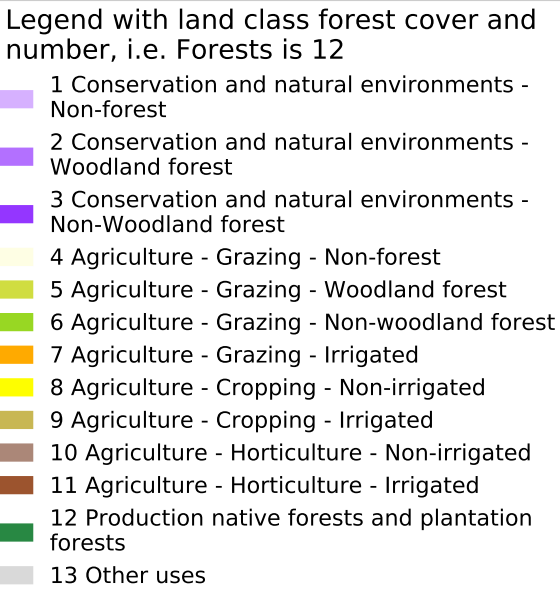 Legend with land class forest cover and
number, i.e. Forests is 12
1 Conservation and natural environments -
Non-forest
2 Conservation and natural environments -
Woodland forest
3 Conservation and natural environments -
Non-Woodland forest
4 Agriculture - Grazing - Non-forest
5 Agriculture - Grazing - Woodland forest
6 Agriculture - Grazing - Non-woodland forest
7 Agriculture - Grazing - Irrigated
8 Agriculture - Cropping - Non-irrigated
9 Agriculture - Cropping - Irrigated
10 Agriculture - Horticulture - Non-irrigated
11 Agriculture - Horticulture - Irrigated
12 Production native forests and plantation
forests
13 Other uses